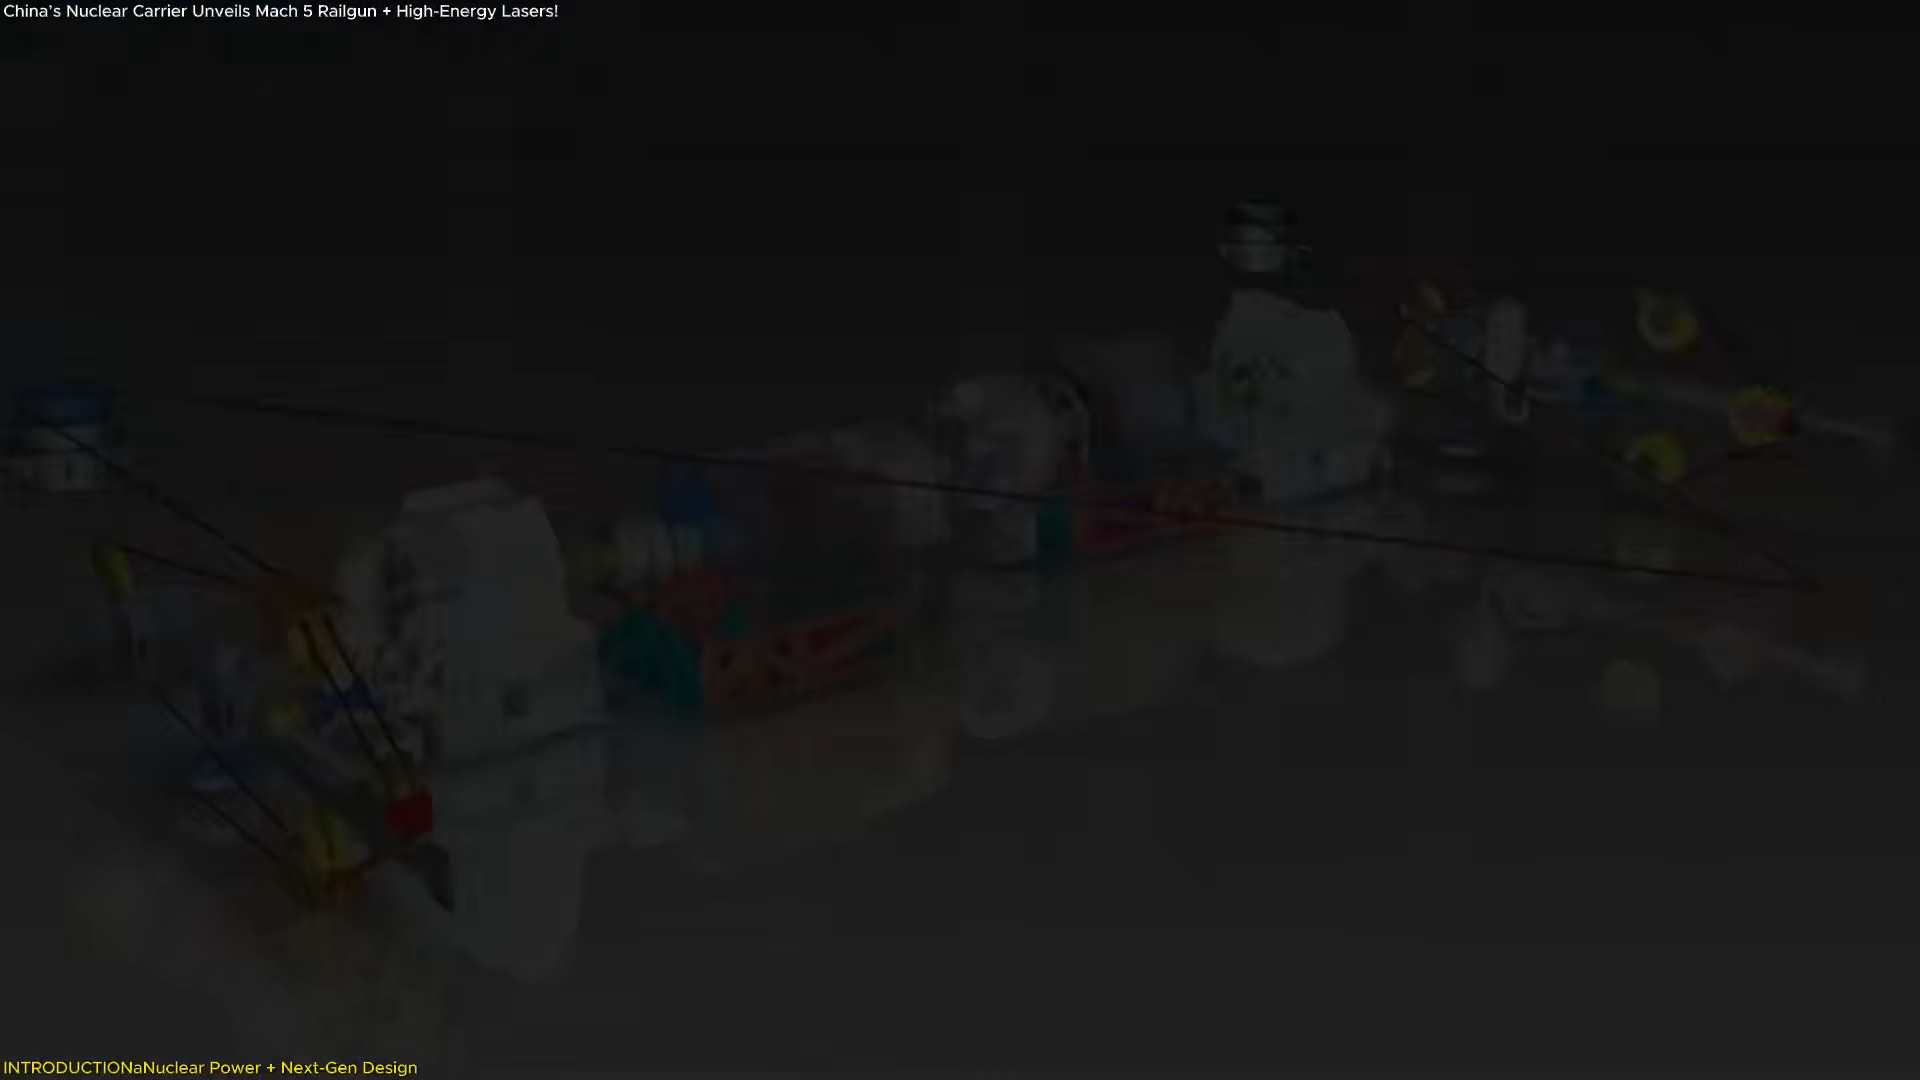 China's Nuclear Carrier Unveils Mach 5 Railgun + High-Energy Lasers!
INTRODUCTIONaNuclear Power + Next-Gen Design